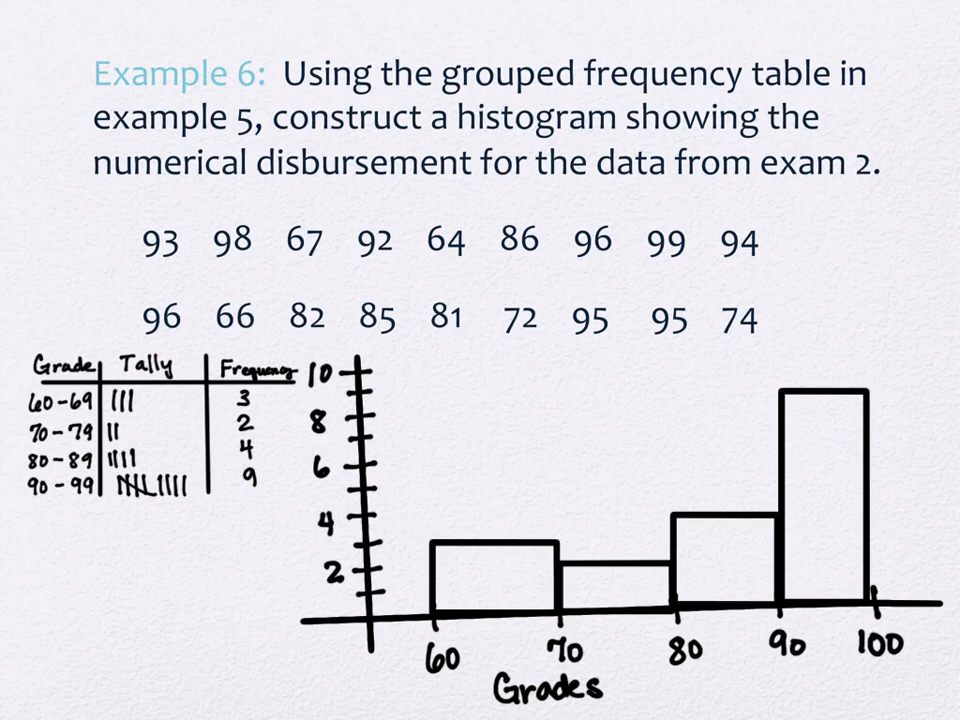 Example 6: Using the grouped frequency table in
example 5, construct a histogram showing the
numerical disbursement for the data from exam 2.
93 98 67 92 64 86 96 99 94
96 66 82 85 81 72 95 95 74
Grade Tally Frequency
60-69 3
70-79 2
80-89 4
90-99 9
10
8
6
4
2
60 70 80 90 100
Grades